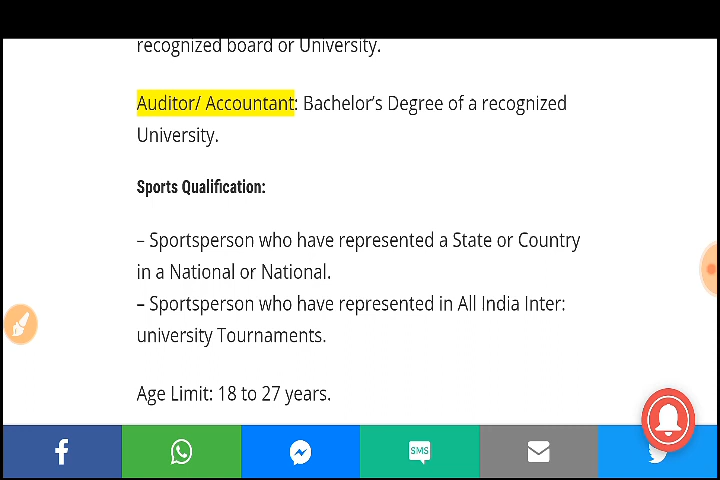 recognized board or University.
Auditor/ Accountant: Bachelor's Degree of a recognized
University.
Sports Qualification:
– Sportsperson who have represented a State or Country
in a National or National.
– Sportsperson who have represented in All India Inter:
university Tournaments.
Age Limit: 18 to 27 years.
SMS